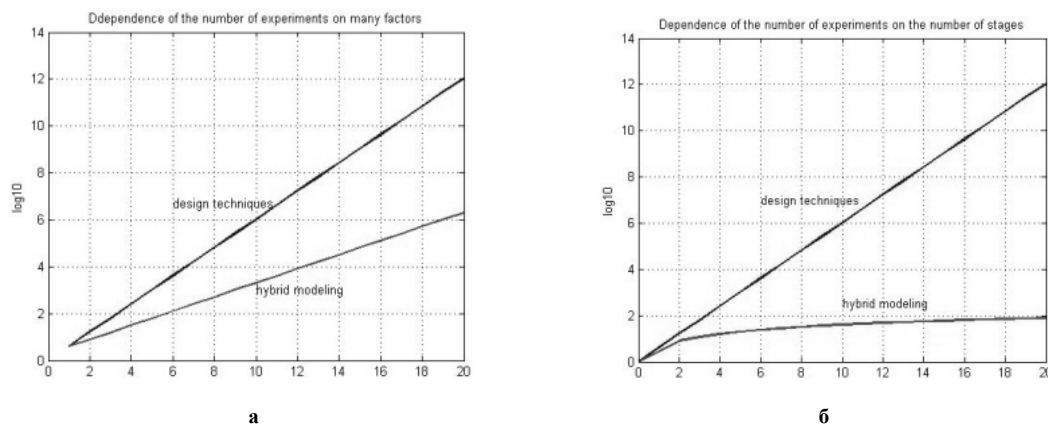 Ddependence of the number of experiments on many factors
14
12
10
8
6
4
2
0
log10
design techniques
hybrid modeling
0 2 4 6 8 10 12 14 16 18 20
а
Dependence of the number of experiments on the number of stages
14
12
10
8
6
4
2
0
log10
design techniques
hybrid modeling
0 2 4 6 8 10 12 14 16 18 20
б